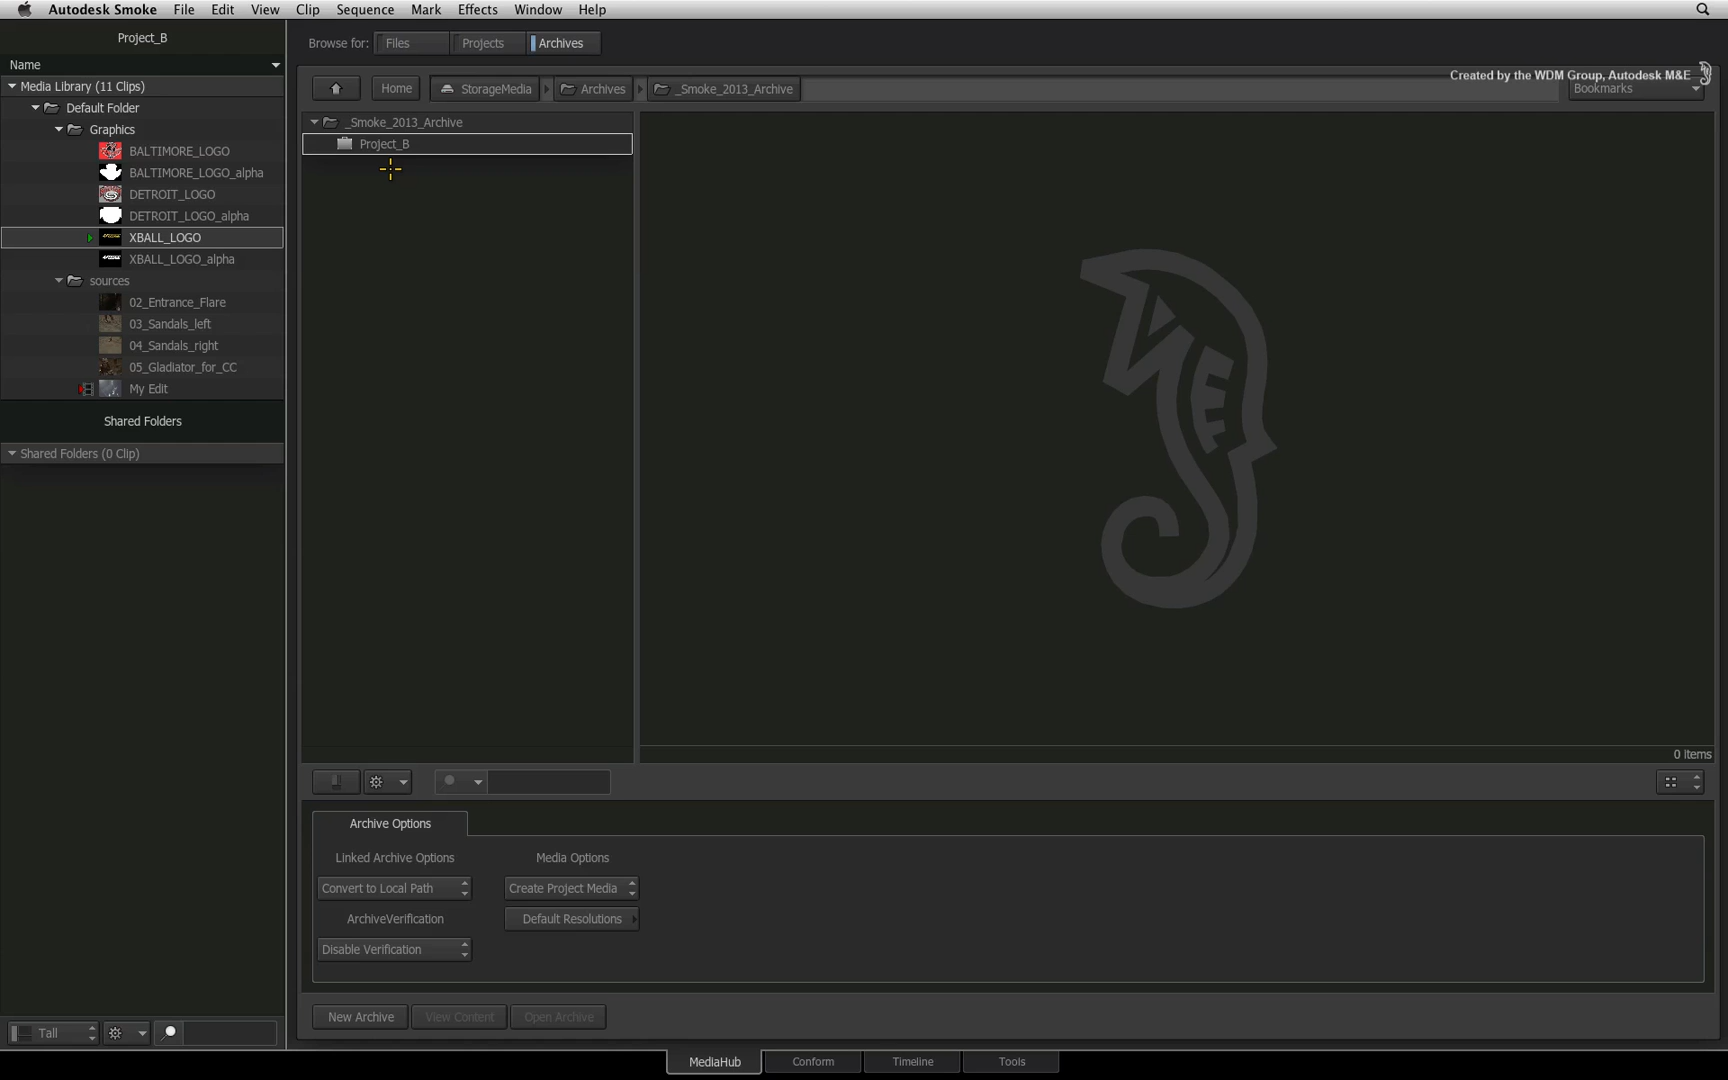 Autodesk Smoke File Edit View Clip Sequence Mark Effects Window Help
Project_B
Browse for: Files Projects Archives
Name
Created by the WDM Group, Autodesk M&E
Media Library (11 Clips)
Home StorageMedia Archives _Smoke_2013_Archive Bookmarks
Default Folder
_Smoke_2013_Archive
Graphics
Project_B
BALTIMORE_LOGO
BALTIMORE_LOGO_alpha
DETROIT_LOGO
DETROIT_LOGO_alpha
XBALL_LOGO
XBALL_LOGO_alpha
sources
02_Entrance_Flare
03_Sandals_left
04_Sandals_right
05_Gladiator_for_CC
My Edit
Shared Folders
Shared Folders (0 Clip)
0 Items
Archive Options
Linked Archive Options Media Options
Convert to Local Path Create Project Media
ArchiveVerification Default Resolutions
Disable Verification
New Archive View Content Open Archive
Tall
MediaHub Conform Timeline Tools